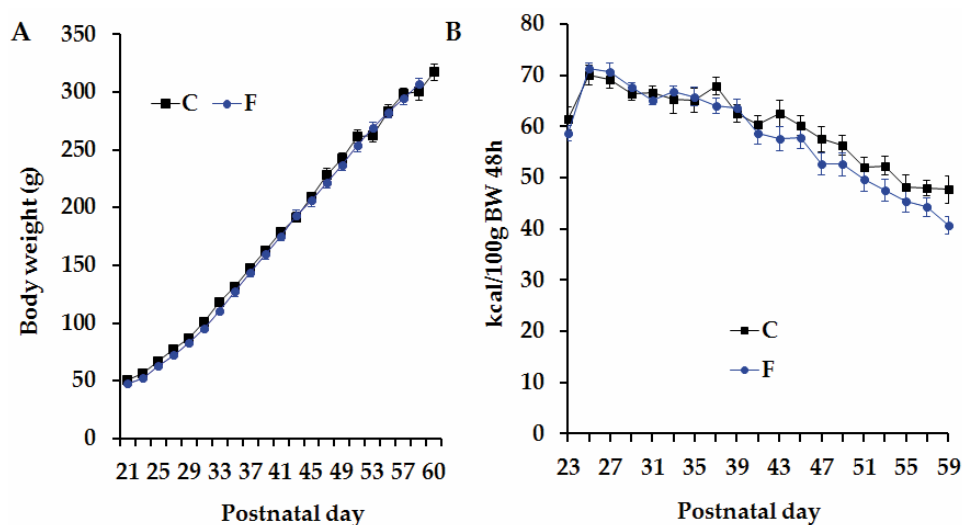 A
Body weight (g)
350
300
250
200
150
100
50
0
C F
21 25 29 33 37 41 45 49 53 57 60
Postnatal day
B
kcal/100g BW 48h
80
70
60
50
40
30
20
10
0
C
F
23 27 31 35 39 43 47 51 55 59
Postnatal day